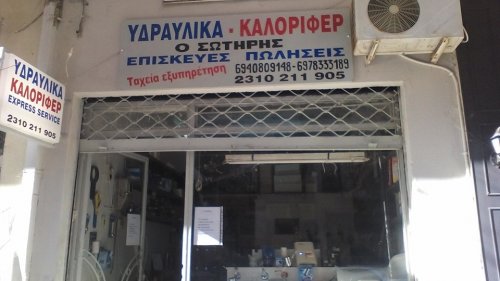 ΥΔΡΑΥΛΙΚΑ - ΚΑΛΟΡΙΦΕΡ
Ο ΣΩΤΗΡΗΣ
ΕΠΙΣΚΕΥΕΣ ΠΩΛΗΣΕΙΣ
Ταχεία εξυπηρέτηση 6940809148-6978333189
2310 211 905
ΥΔΡΑΥΛΙΚΑ
ΚΑΛΟΡΙΦΕΡ
EXPRESS SERVICE
2310 211 905